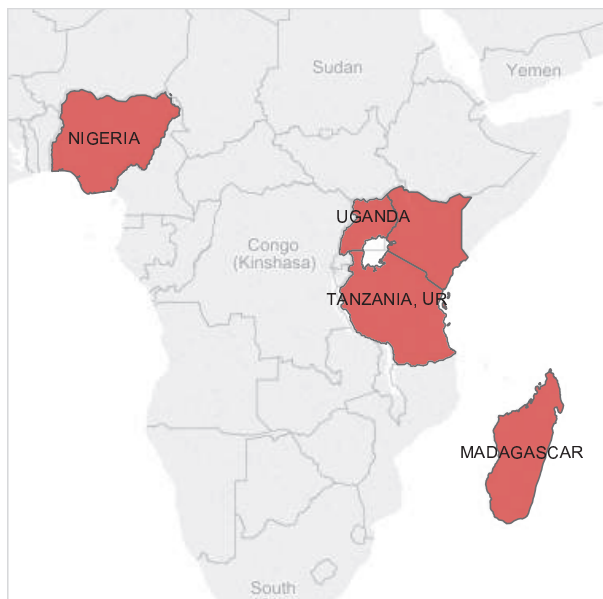 Sudan
Yemen
NIGERIA
UGANDA
Congo
(Kinshasa)
TANZANIA, UR
MADAGASCAR
South